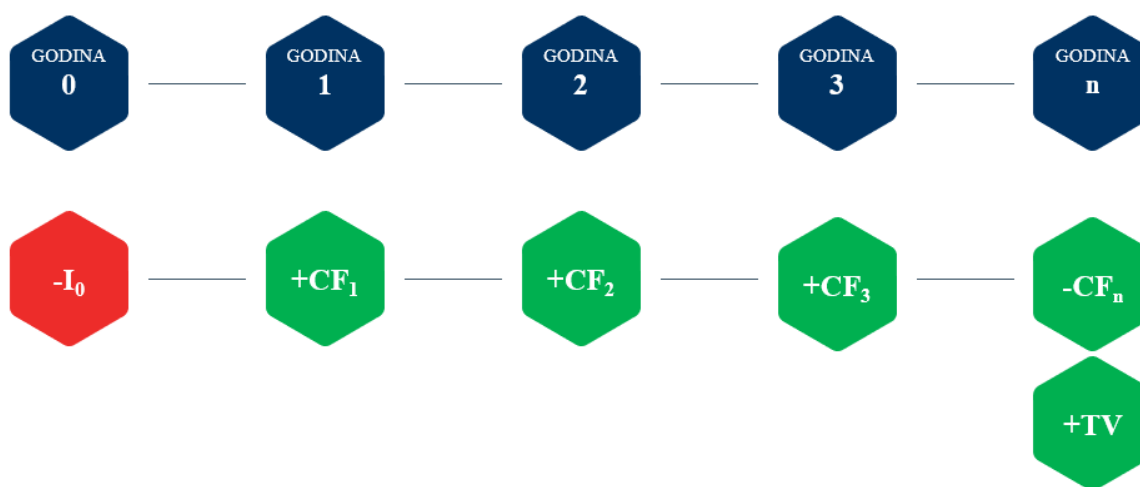 GODINA
0
GODINA
1
GODINA
2
GODINA
3
GODINA
n
-I₀
+CF₁
+CF₂
+CF₃
-CFₙ
+TV